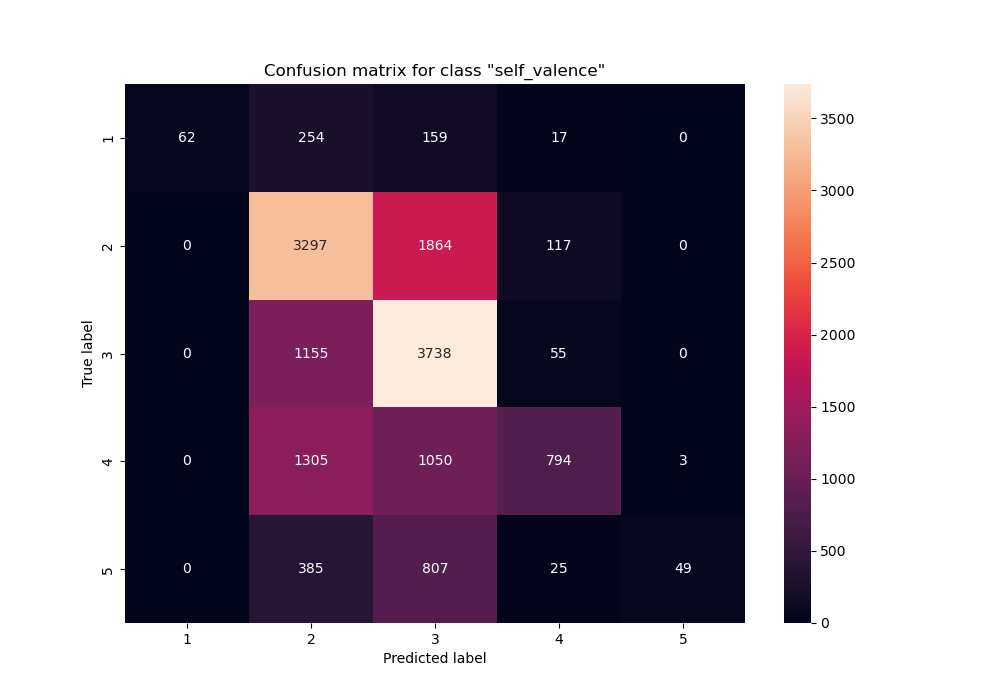 Confusion matrix for class "self_valence"
True label
1 62 254 159 17 0
2 0 3297 1864 117 0
3 0 1155 3738 55 0
4 0 1305 1050 794 3
5 0 385 807 25 49
1 2 3 4 5
Predicted label
3500
3000
2500
2000
1500
1000
500
0